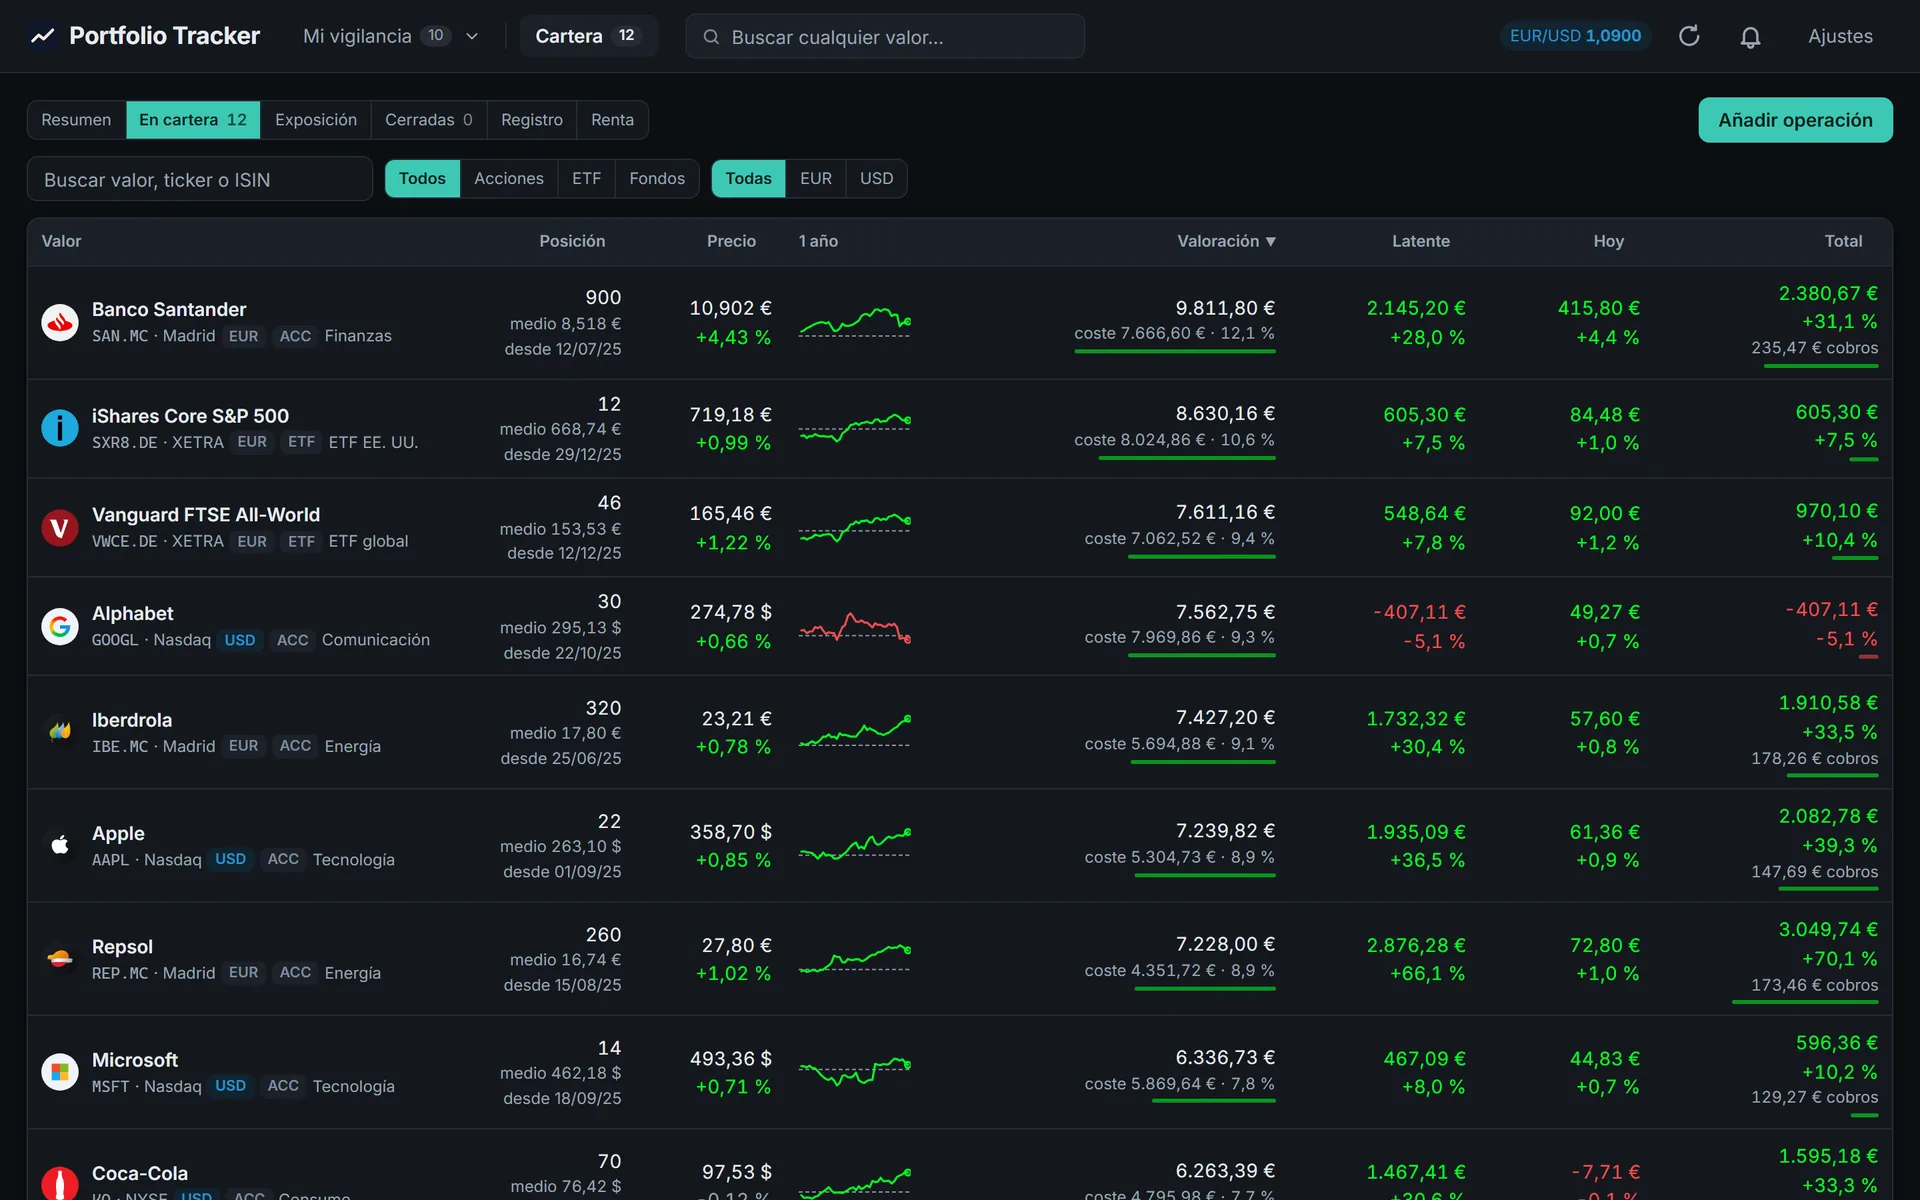 Portfolio Tracker
Mi vigilancia 10
Cartera 12
Buscar cualquier valor...
EUR/USD 1,0900
Ajustes
Resumen
En cartera 12
Exposición
Cerradas 0
Registro
Renta
Añadir operación
Buscar valor, ticker o ISIN
Todos
Acciones
ETF
Fondos
Todas
EUR
USD
Valor
Posición
Precio
1 año
Valoración ▼
Latente
Hoy
Total
Banco Santander
SAN.MC · Madrid EUR ACC Finanzas
900
medio 8,518 €
desde 12/07/25
10,902 €
+4,43 %
9.811,80 €
coste 7.666,60 € · 12,1 %
2.145,20 €
+28,0 %
415,80 €
+4,4 %
2.380,67 €
+31,1 %
235,47 € cobros
iShares Core S&P 500
SXR8.DE · XETRA EUR ETF ETF EE. UU.
12
medio 668,74 €
desde 29/12/25
719,18 €
+0,99 %
8.630,16 €
coste 8.024,86 € · 10,6 %
605,30 €
+7,5 %
84,48 €
+1,0 %
605,30 €
+7,5 %
Vanguard FTSE All-World
VWCE.DE · XETRA EUR ETF ETF global
46
medio 153,53 €
desde 12/12/25
165,46 €
+1,22 %
7.611,16 €
coste 7.062,52 € · 9,4 %
548,64 €
+7,8 %
92,00 €
+1,2 %
970,10 €
+10,4 %
Alphabet
GOOGL · Nasdaq USD ACC Comunicación
30
medio 295,13 $
desde 22/10/25
274,78 $
+0,66 %
7.562,75 €
coste 7.969,86 € · 9,3 %
-407,11 €
-5,1 %
49,27 €
+0,7 %
-407,11 €
-5,1 %
Iberdrola
IBE.MC · Madrid EUR ACC Energía
320
medio 17,80 €
desde 25/06/25
23,21 €
+0,78 %
7.427,20 €
coste 5.694,88 € · 9,1 %
1.732,32 €
+30,4 %
57,60 €
+0,8 %
1.910,58 €
+33,5 %
178,26 € cobros
Apple
AAPL · Nasdaq USD ACC Tecnología
22
medio 263,10 $
desde 01/09/25
358,70 $
+0,85 %
7.239,82 €
coste 5.304,73 € · 8,9 %
1.935,09 €
+36,5 %
61,36 €
+0,9 %
2.082,78 €
+39,3 %
147,69 € cobros
Repsol
REP.MC · Madrid EUR ACC Energía
260
medio 16,74 €
desde 15/08/25
27,80 €
+1,02 %
7.228,00 €
coste 4.351,72 € · 8,9 %
2.876,28 €
+66,1 %
72,80 €
+1,0 %
3.049,74 €
+70,1 %
173,46 € cobros
Microsoft
MSFT · Nasdaq USD ACC Tecnología
14
medio 462,18 $
desde 18/09/25
493,36 $
+0,71 %
6.336,73 €
coste 5.869,64 € · 7,8 %
467,09 €
+8,0 %
44,83 €
+0,7 %
596,36 €
+10,2 %
129,27 € cobros
Coca-Cola
KO · NYSE USD ACC Consumo
70
medio 76,42 $
97,53 $
-0,12 %
6.263,39 €
coste 4.795,98 € · 7,7 %
1.467,41 €
+30,6 %
-7,71 €
-0,1 %
1.595,18 €
+33,3 %